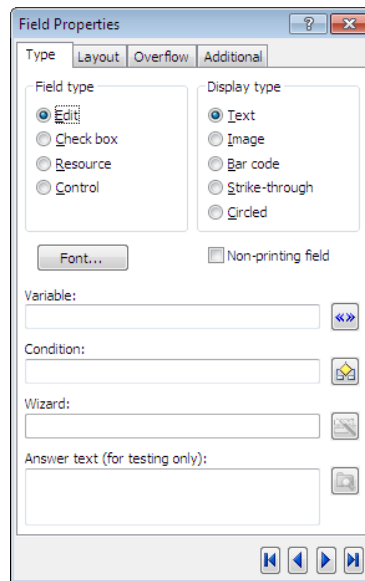 Field Properties
Type Layout Overflow Additional
Field type Display type
Edit Text
Check box Image
Resource Bar code
Control Strike-through
Circled
Font... Non-printing field
Variable:
«»
Condition:
Wizard:
Answer text (for testing only):